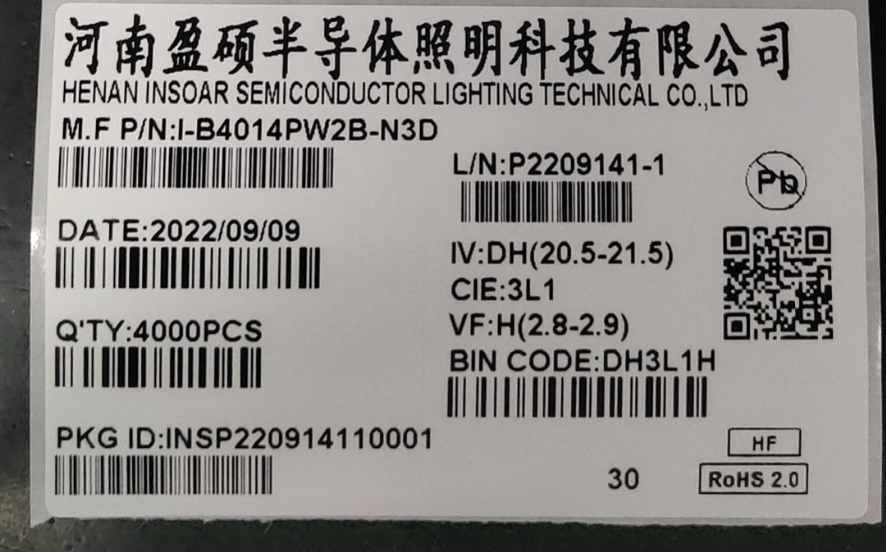 河南盈硕半导体照明科技有限公司
HENAN INSOAR SEMICONDUCTOR LIGHTING TECHNICAL CO.,LTD
M.F P/N:I-B4014PW2B-N3D
L/N:P2209141-1
Pb
DATE:2022/09/09
IV:DH(20.5-21.5)
CIE:3L1
Q'TY:4000PCS
VF:H(2.8-2.9)
BIN CODE:DH3L1H
PKG ID:INSP220914110001
HF
30
RoHS 2.0